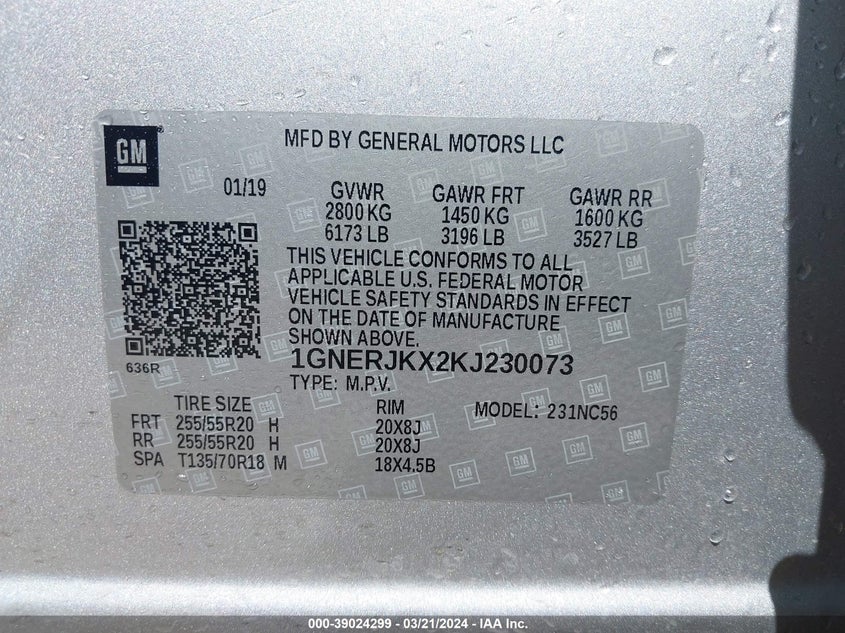 GM
MFD BY GENERAL MOTORS LLC
01/19 GVWR GAWR FRT GAWR RR
2800 KG 1450 KG 1600 KG
6173 LB 3196 LB 3527 LB
THIS VEHICLE CONFORMS TO ALL
APPLICABLE U.S. FEDERAL MOTOR
VEHICLE SAFETY STANDARDS IN EFFECT
ON THE DATE OF MANUFACTURE
SHOWN ABOVE.
636R
1GNERJKX2KJ230073
TYPE: M.P.V.
TIRE SIZE RIM MODEL: 231NC56
FRT 255/55R20 H 20X8J
RR 255/55R20 H 20X8J
SPA T135/70R18 M 18X4.5B
000-39024299 - 03/21/2024 - IAA Inc.